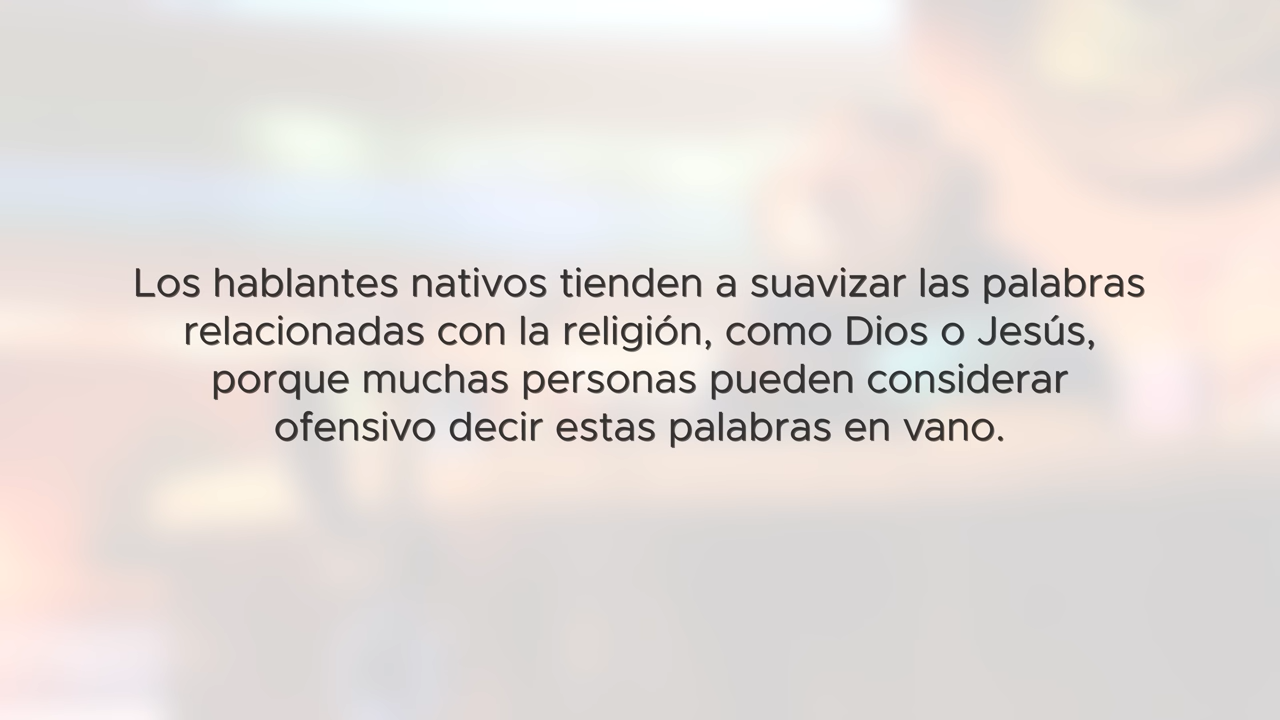 Los hablantes nativos tienden a suavizar las palabras
relacionadas con la religión, como Dios o Jesús,
porque muchas personas pueden considerar
ofensivo decir estas palabras en vano.